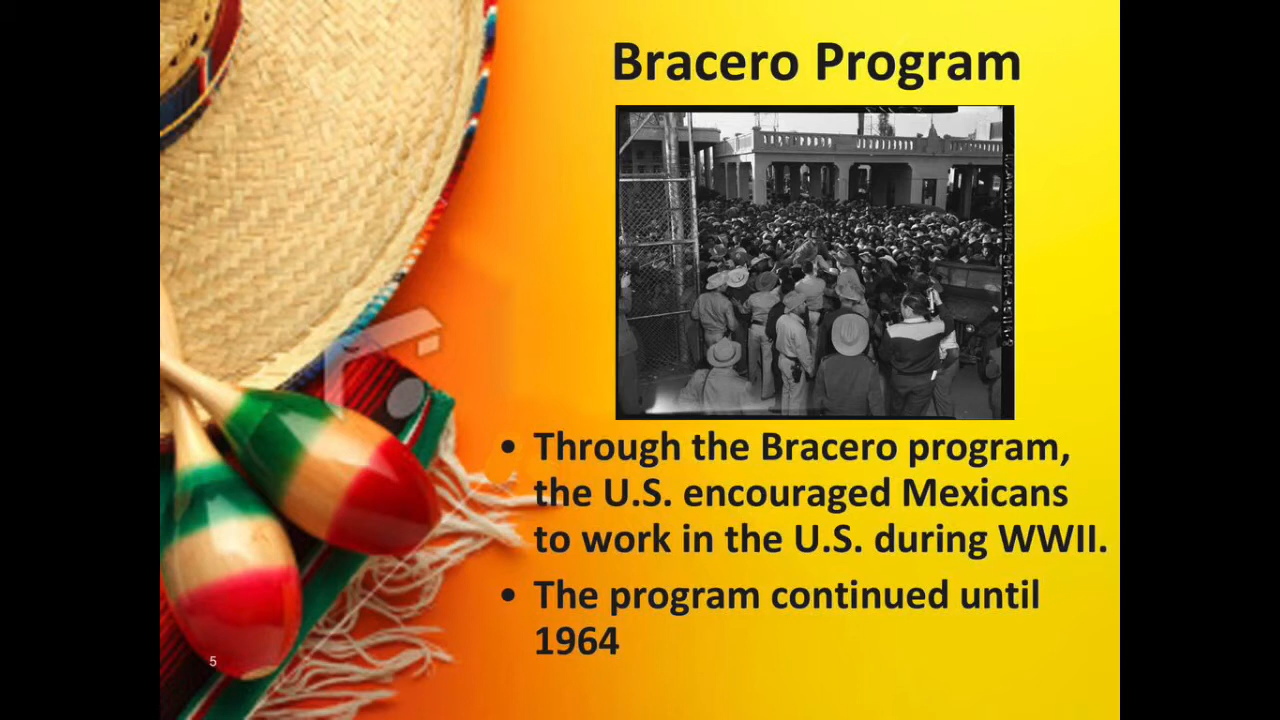 Bracero Program
• Through the Bracero program,
the U.S. encouraged Mexicans
to work in the U.S. during WWII.
• The program continued until
1964
5